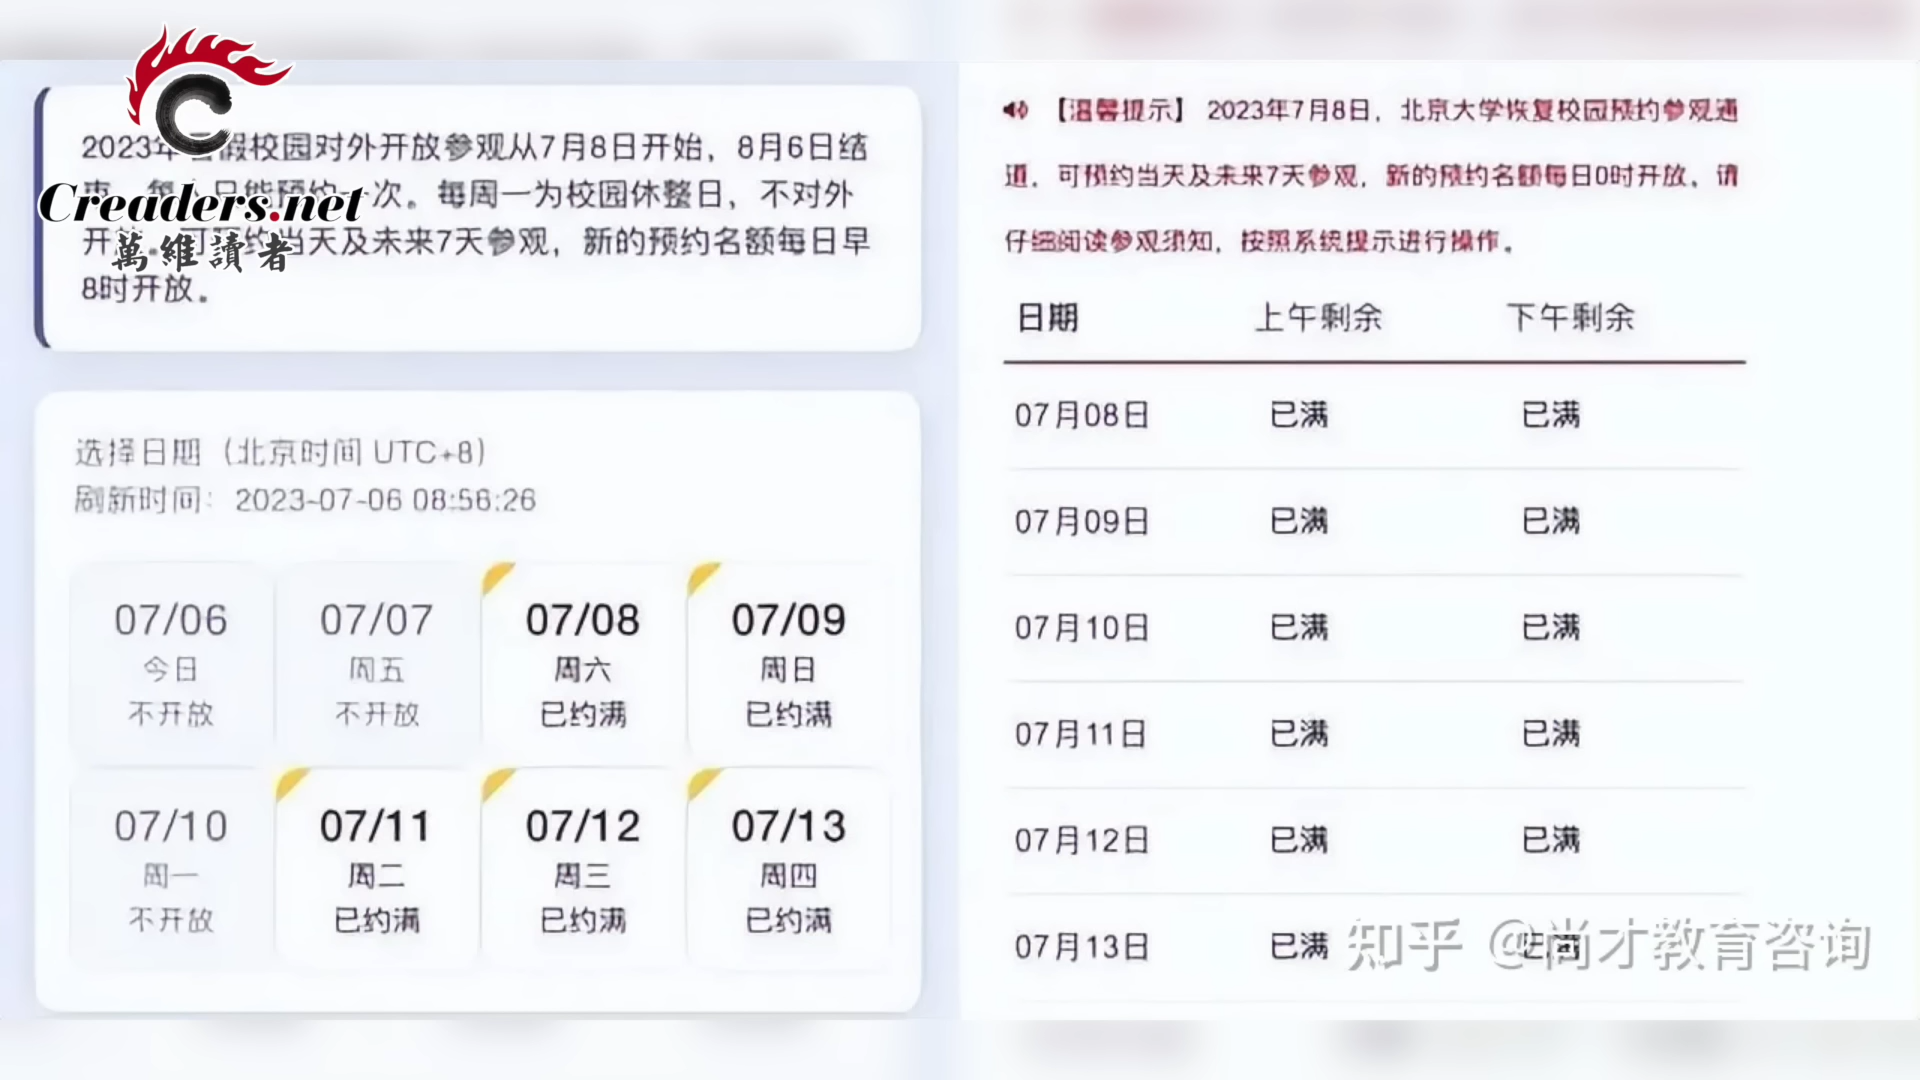 Creaders.net
萬維讀者
2023年 假校园对外开放参观从7月8日开始，8月6日结
次。每周一为校园休整日，不对外
开 可预约当天及未来7天参观，新的预约名额每日早
8时开放。
选择日期（北京时间 UTC+8）
刷新时间：2023-07-06 08:56:26
07/06 07/07 07/08 07/09
今日 周五 周六 周日
不开放 不开放 已约满 已约满
07/10 07/11 07/12 07/13
周一 周二 周三 周四
不开放 已约满 已约满 已约满
【温馨提示】 2023年7月8日，北京大学恢复校园预约参观通
道，可预约当天及未来7天参观，新的预约名额每日0时开放，请
仔细阅读参观须知，按照系统提示进行操作。
日期 上午剩余 下午剩余
07月08日 已满 已满
07月09日 已满 已满
07月10日 已满 已满
07月11日 已满 已满
07月12日 已满 已满
07月13日 已满 已满
知乎 @尚才教育咨询